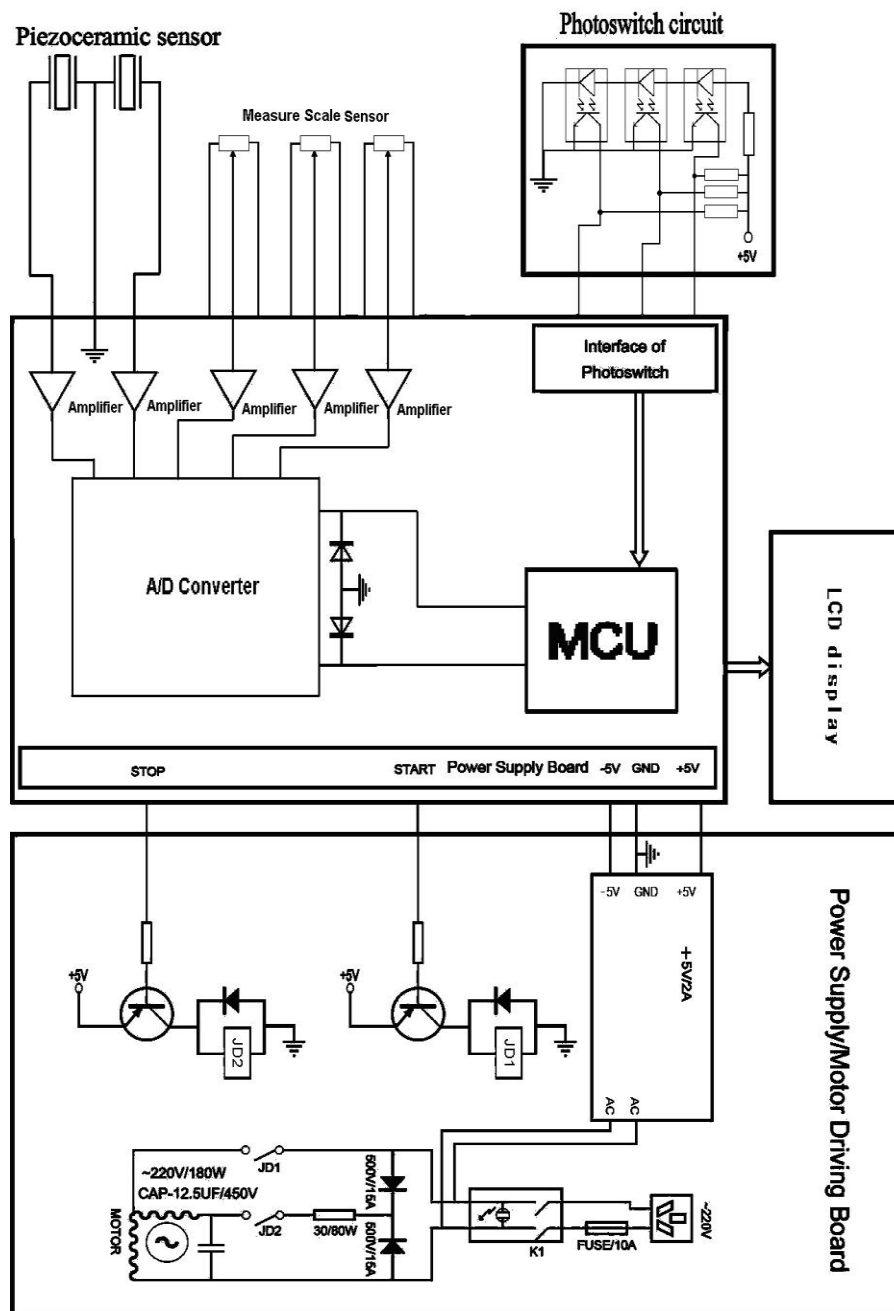 Piezoceramic sensor
Photoswitch circuit
Measure Scale Sensor
+5V
Interface of
Photoswitch
Amplifier
Amplifier
Amplifier
Amplifier
Amplifier
A/D Converter
MCU
LCD display
STOP
START
Power Supply Board
-5V
GND
+5V
-5V
GND
+5V
+5V/2A
AC
AC
Power Supply/Motor Driving Board
+5V
JD2
+5V
JD1
~220V/180W
CAP-12.5UF/450V
MOTOR
JD1
JD2
30/80W
500V/15A
500V/15A
K1
FUSE/10A
~220V